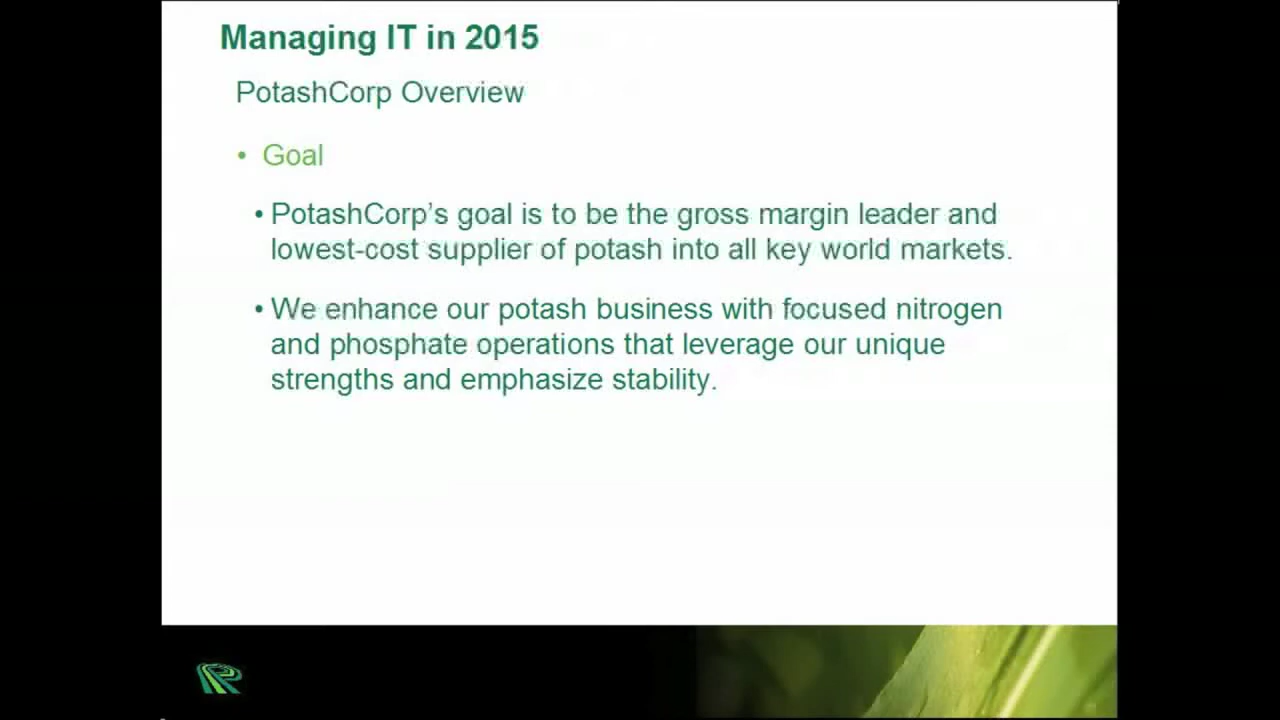 Managing IT in 2015
PotashCorp Overview
• Goal
• PotashCorp's goal is to be the gross margin leader and
lowest-cost supplier of potash into all key world markets.
• We enhance our potash business with focused nitrogen
and phosphate operations that leverage our unique
strengths and emphasize stability.